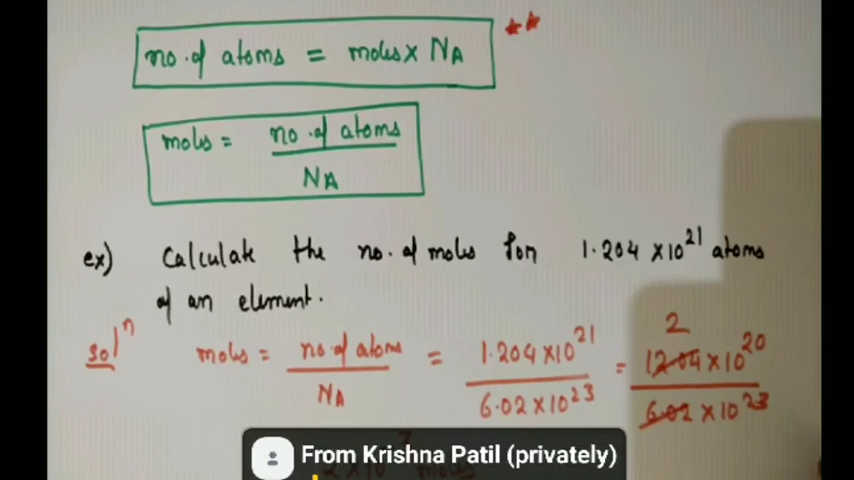 no. of atoms = moles × NA **
moles = no. of atoms / NA
ex) Calculate the no. of moles for 1.204 × 10^21 atoms
of an element.
sol^n moles = no. of atoms / NA = 1.204 × 10^21 / 6.02 × 10^23 = 2 12.04 × 10^20 / 6.02 × 10^23
From Krishna Patil (privately)